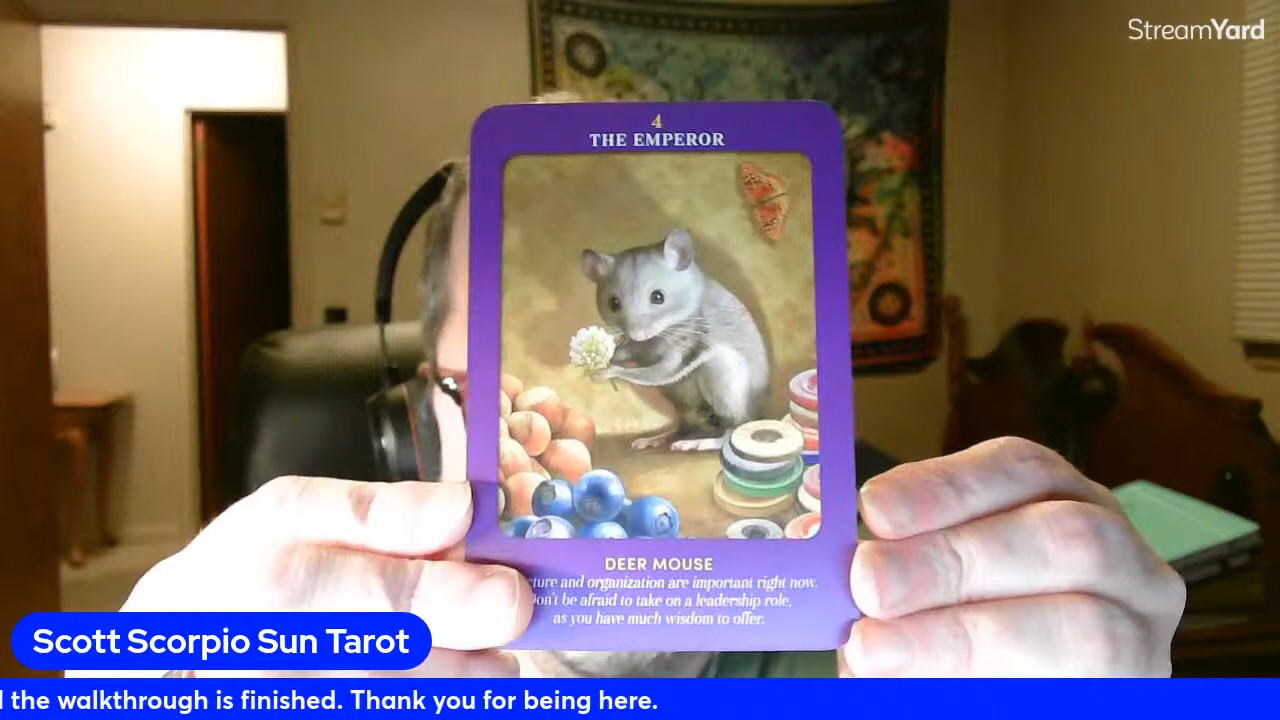 StreamYard
4
THE EMPEROR
DEER MOUSE
and organization are important right now.
be afraid to take on a leadership role,
as you have much wisdom to offer.
Scott Scorpio Sun Tarot
the walkthrough is finished. Thank you for being here.